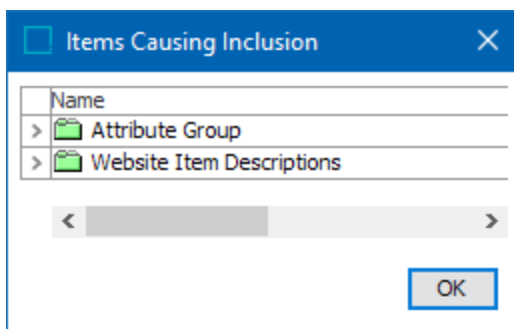 Items Causing Inclusion
Name
Attribute Group
Website Item Descriptions
OK